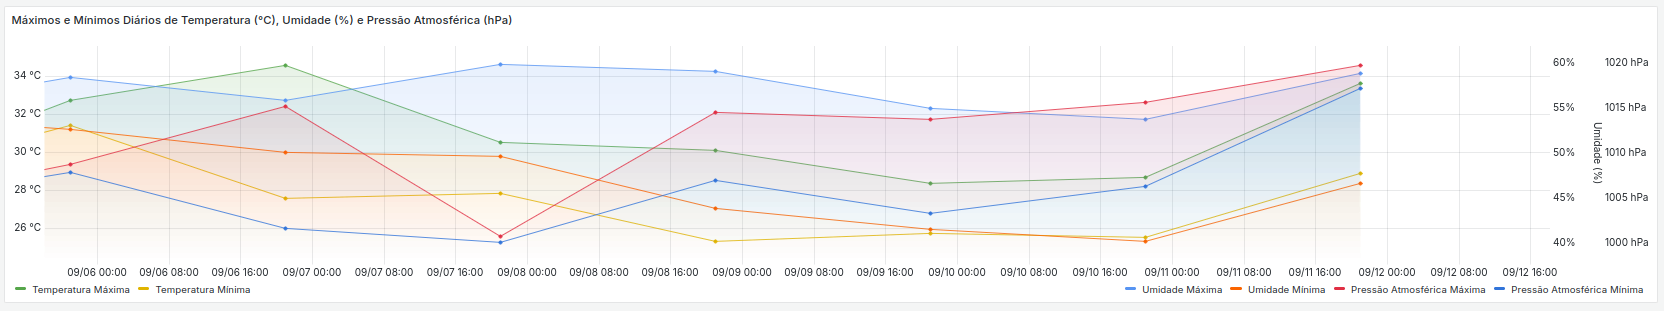 Máximos e Mínimos Diários de Temperatura (°C), Umidade (%) e Pressão Atmosférica (hPa)
34 °C
32 °C
30 °C
28 °C
26 °C
60%
55%
50%
45%
40%
Umidade (%)
1020 hPa
1015 hPa
1010 hPa
1005 hPa
1000 hPa
09/06 00:00 09/06 08:00 09/06 16:00 09/07 00:00 09/07 08:00 09/07 16:00 09/08 00:00 09/08 08:00 09/08 16:00 09/09 00:00 09/09 08:00 09/09 16:00 09/10 00:00 09/10 08:00 09/10 16:00 09/11 00:00 09/11 08:00 09/11 16:00 09/12 00:00 09/12 08:00 09/12 16:00
Temperatura Máxima Temperatura Mínima Umidade Máxima Umidade Mínima Pressão Atmosférica Máxima Pressão Atmosférica Mínima